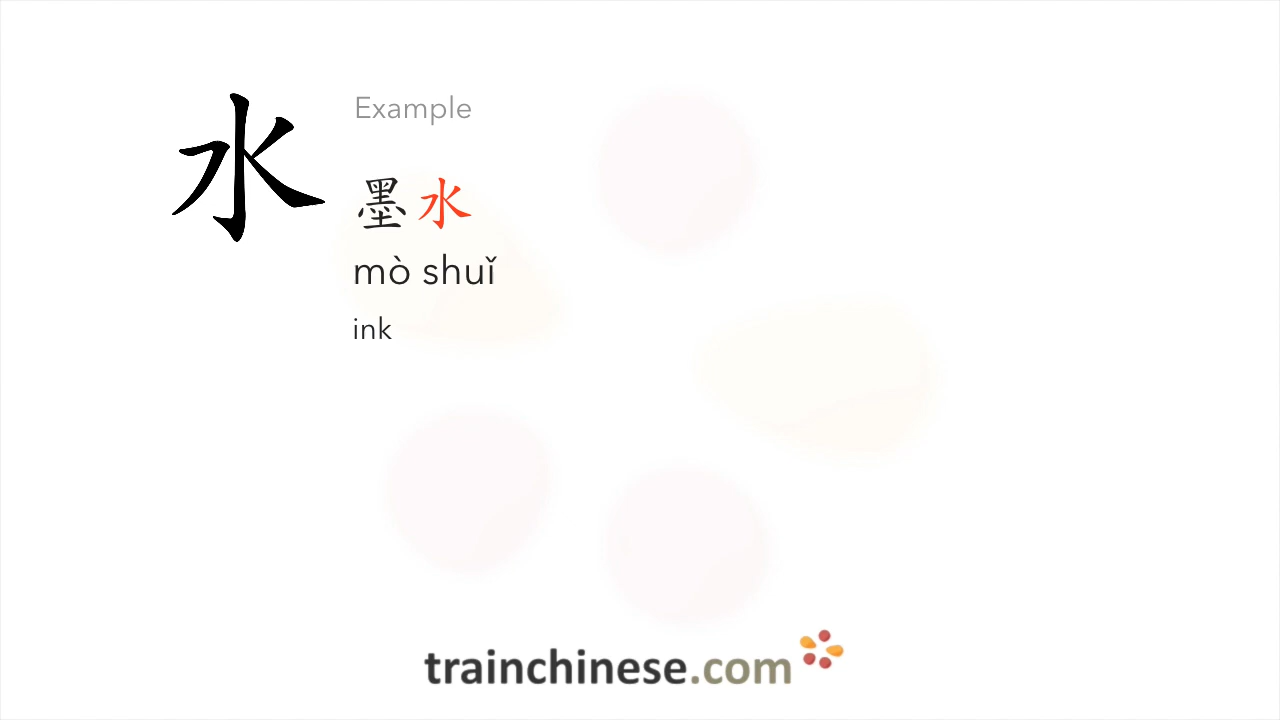 水
Example
墨水
mò shuǐ
ink
trainchinese.com